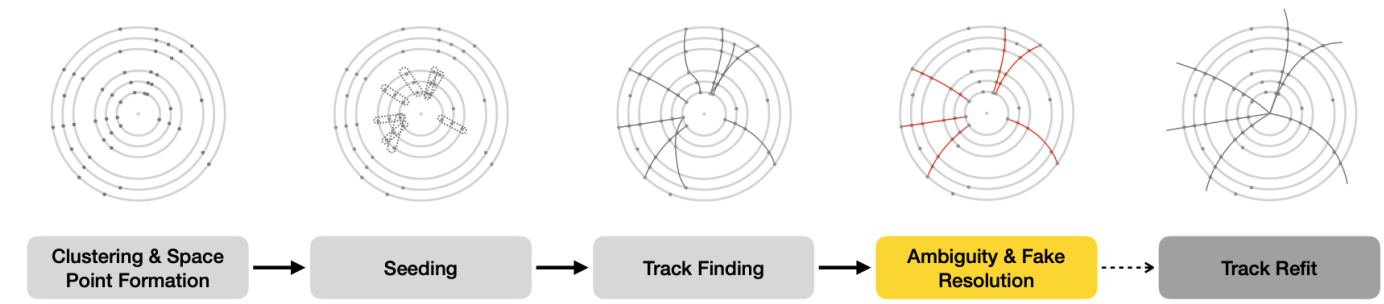 Clustering & Space
Point Formation
Seeding
Track Finding
Ambiguity & Fake
Resolution
Track Refit